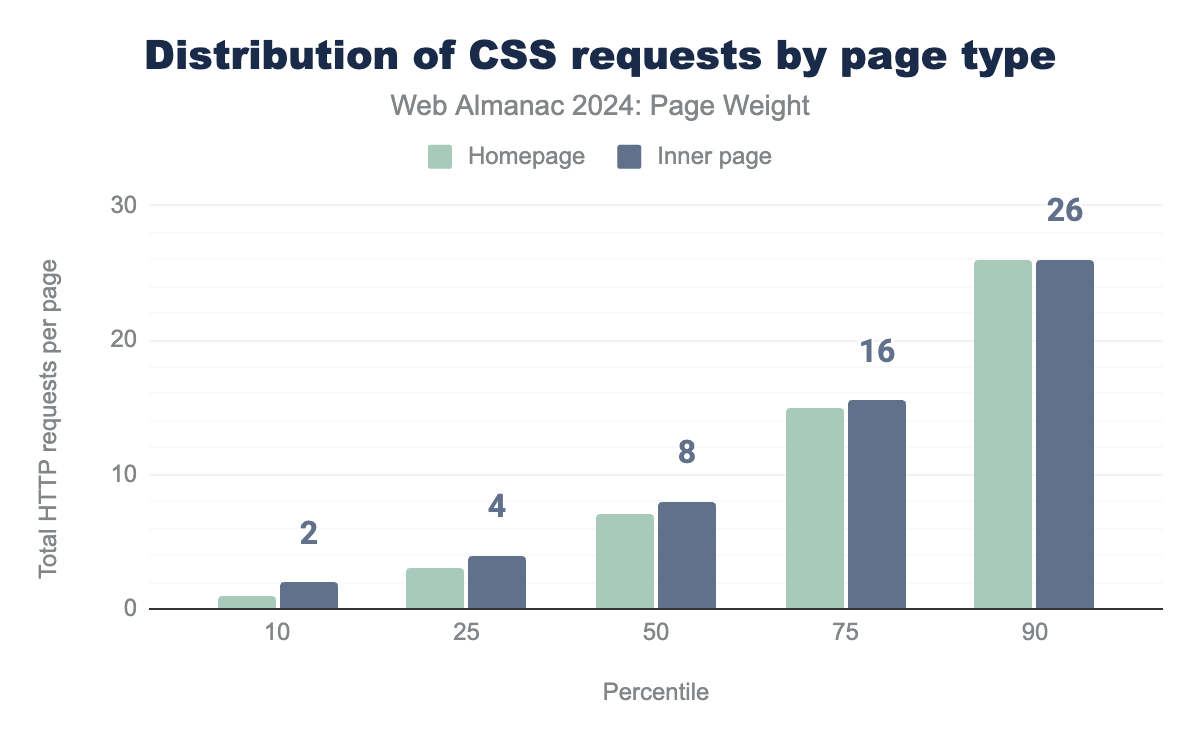 Distribution of CSS requests by page type
Web Almanac 2024: Page Weight
Homepage Inner page
Total HTTP requests per page
30
20
10
0
2
4
8
16
26
10 25 50 75 90
Percentile